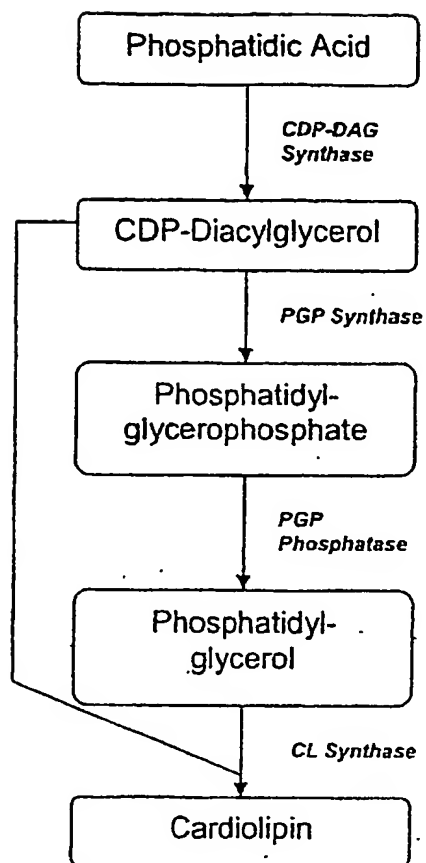 Phosphatidic Acid
CDP-DAG
Synthase
CDP-Diacylglycerol
PGP Synthase
Phosphatidyl-
glycerophosphate
PGP
Phosphatase
Phosphatidyl-
glycerol
CL Synthase
Cardiolipin